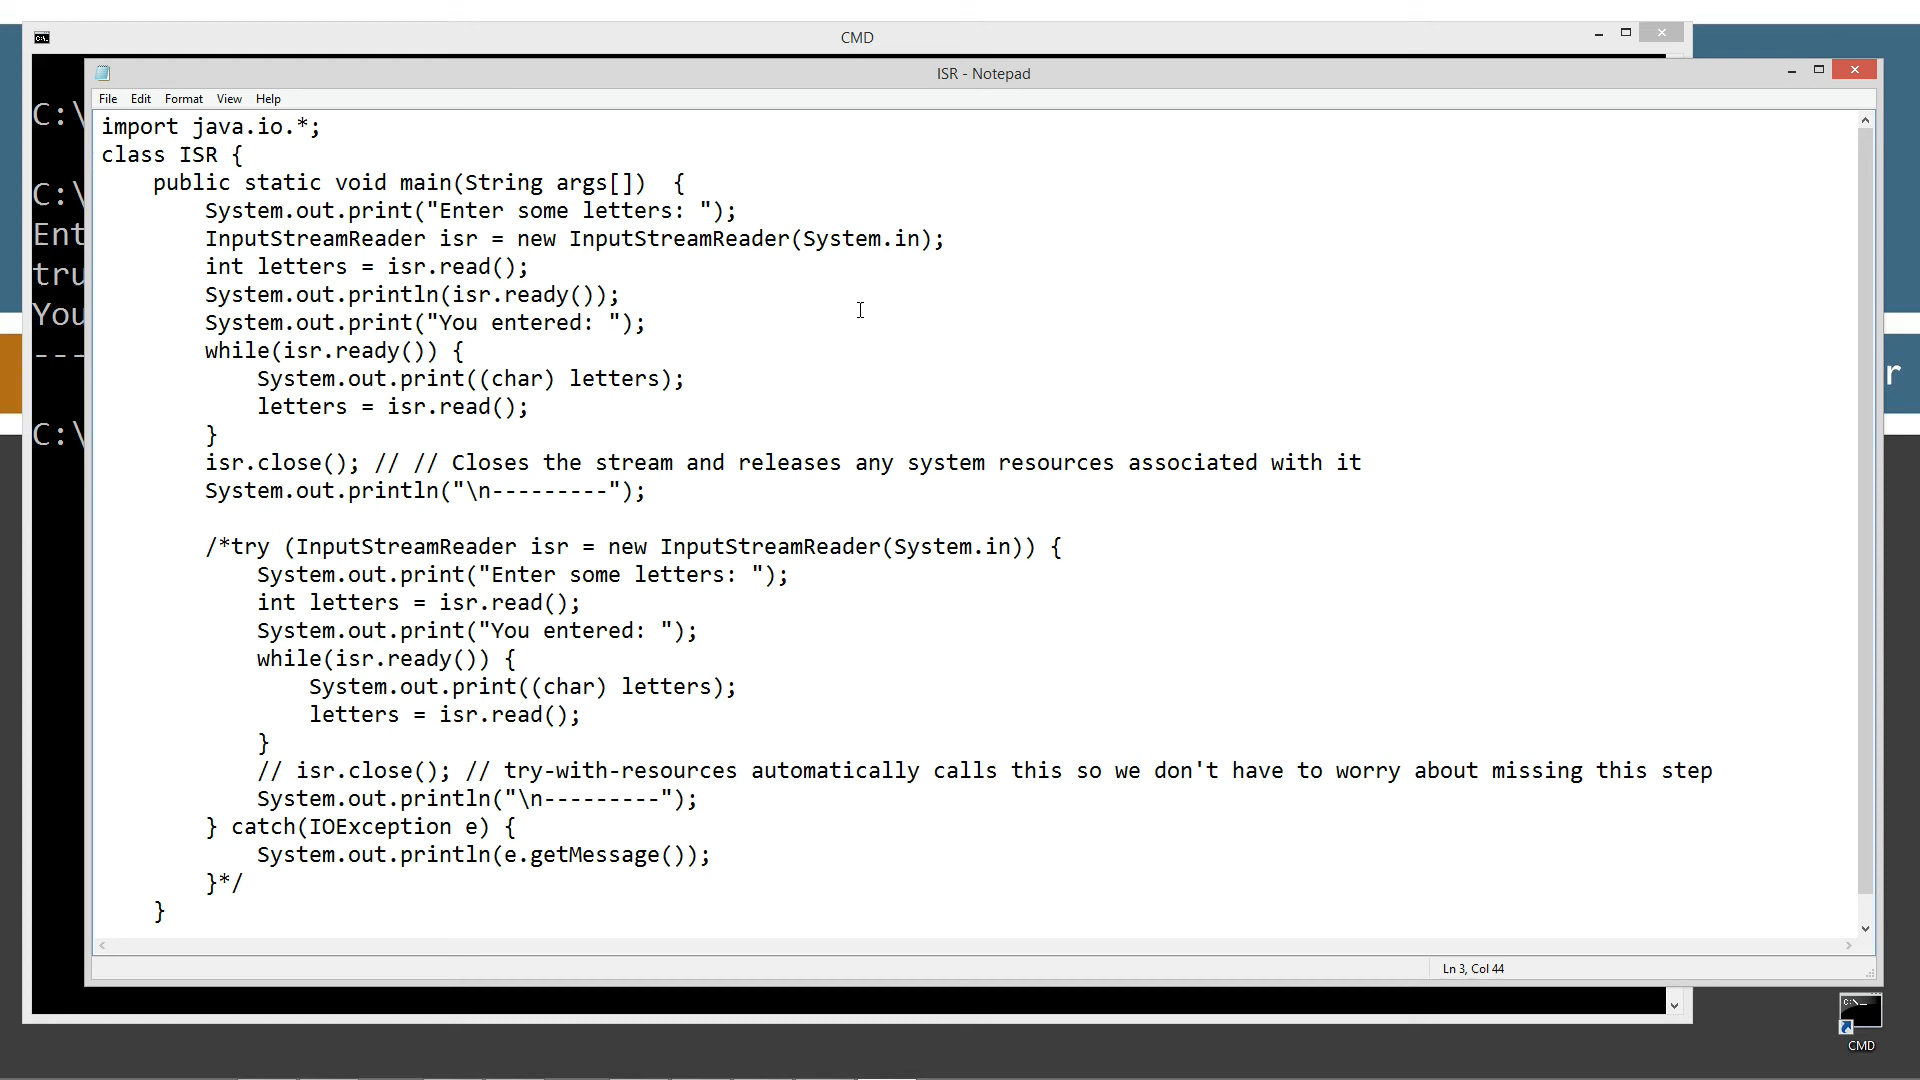 CMD
ISR - Notepad
File Edit Format View Help
C:\
C:\
Ent
tru
You
---
C:\
import java.io.*;
class ISR {
    public static void main(String args[])  {
        System.out.print("Enter some letters: ");
        InputStreamReader isr = new InputStreamReader(System.in);
        int letters = isr.read();
        System.out.println(isr.ready());
        System.out.print("You entered: ");
        while(isr.ready()) {
            System.out.print((char) letters);
            letters = isr.read();
        }
        isr.close(); // // Closes the stream and releases any system resources associated with it
        System.out.println("\n---------");

        /*try (InputStreamReader isr = new InputStreamReader(System.in)) {
            System.out.print("Enter some letters: ");
            int letters = isr.read();
            System.out.print("You entered: ");
            while(isr.ready()) {
                System.out.print((char) letters);
                letters = isr.read();
            }
            // isr.close(); // try-with-resources automatically calls this so we don't have to worry about missing this step
            System.out.println("\n---------");
        } catch(IOException e) {
            System.out.println(e.getMessage());
        }*/
    }
r
Ln 3, Col 44
CMD